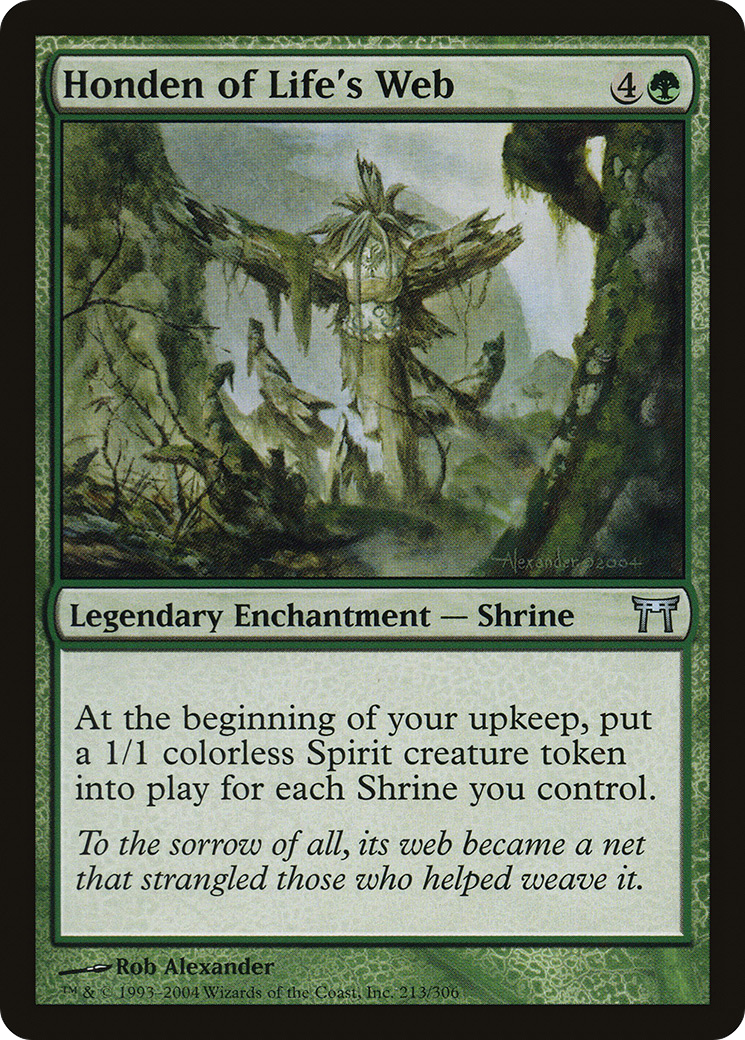 Honden of Life's Web 4
Alexander ©2004
Legendary Enchantment — Shrine
At the beginning of your upkeep, put
a 1/1 colorless Spirit creature token
into play for each Shrine you control.
To the sorrow of all, its web became a net
that strangled those who helped weave it.
Rob Alexander
™ & © 1993–2004 Wizards of the Coast, Inc. 213/306